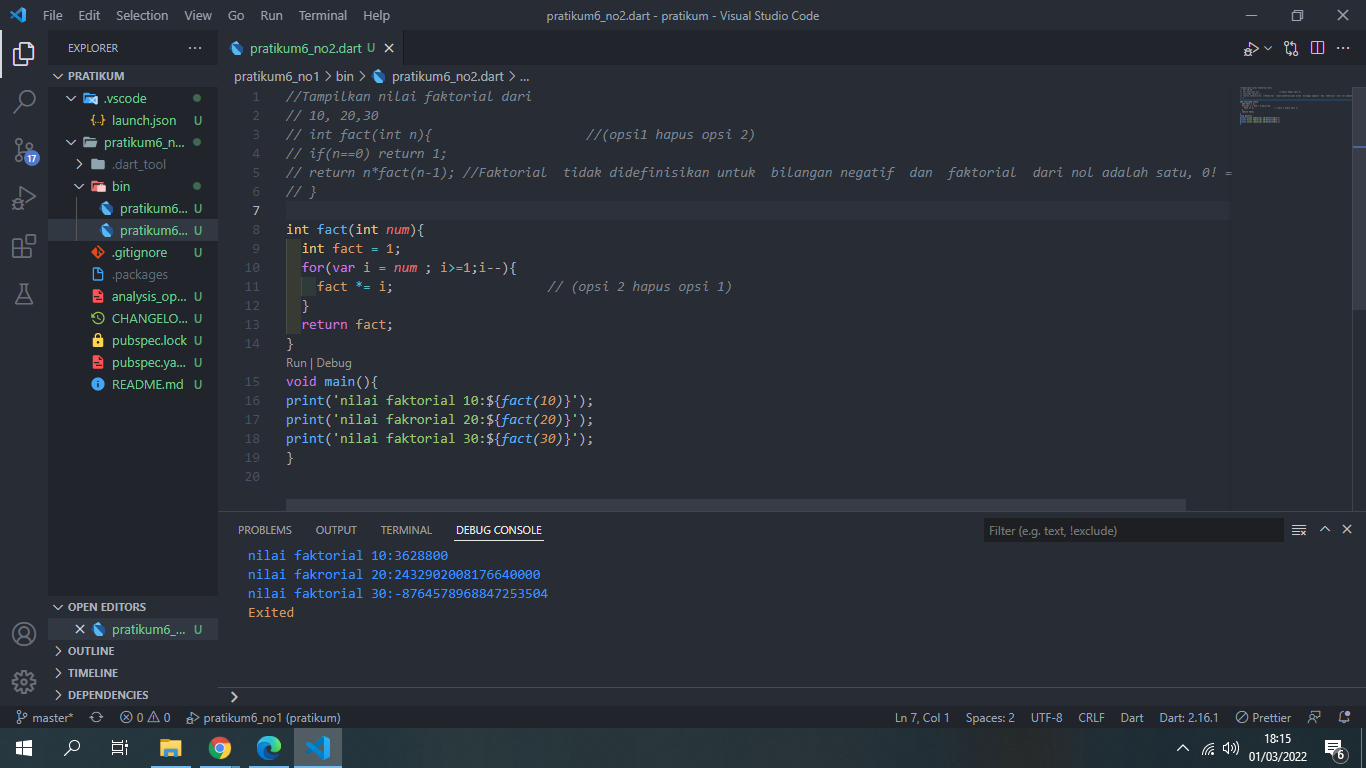 File Edit Selection View Go Run Terminal Help
pratikum6_no2.dart - pratikum - Visual Studio Code
EXPLORER
PRATIKUM
.vscode
launch.json U
pratikum6_n...
.dart_tool
bin
pratikum6... U
pratikum6... U
.gitignore U
.packages
analysis_op... U
CHANGELO... U
pubspec.lock U
pubspec.ya... U
README.md U
17
OPEN EDITORS
pratikum6_... U
OUTLINE
TIMELINE
DEPENDENCIES
pratikum6_no2.dart U
pratikum6_no1 > bin > pratikum6_no2.dart > ...
1 //Tampilkan nilai faktorial dari
2 // 10, 20,30
3 // int fact(int n){ //(opsi1 hapus opsi 2)
4 // if(n==0) return 1;
5 // return n*fact(n-1); //Faktorial tidak didefinisikan untuk bilangan negatif dan faktorial dari nol adalah satu, 0! =
6 // }
7
8 int fact(int num){
9 int fact = 1;
10 for(var i = num ; i>=1;i--){
11 fact *= i; // (opsi 2 hapus opsi 1)
12 }
13 return fact;
14 }
Run | Debug
15 void main(){
16 print('nilai faktorial 10:${fact(10)}');
17 print('nilai fakrorial 20:${fact(20)}');
18 print('nilai faktorial 30:${fact(30)}');
19 }
20
PROBLEMS OUTPUT TERMINAL DEBUG CONSOLE
Filter (e.g. text, !exclude)
nilai faktorial 10:3628800
nilai fakrorial 20:2432902008176640000
nilai faktorial 30:-8764578968847253504
Exited
master* 0 0 pratikum6_no1 (pratikum)
Ln 7, Col 1 Spaces: 2 UTF-8 CRLF Dart Dart: 2.16.1 Prettier
18:15
01/03/2022
6